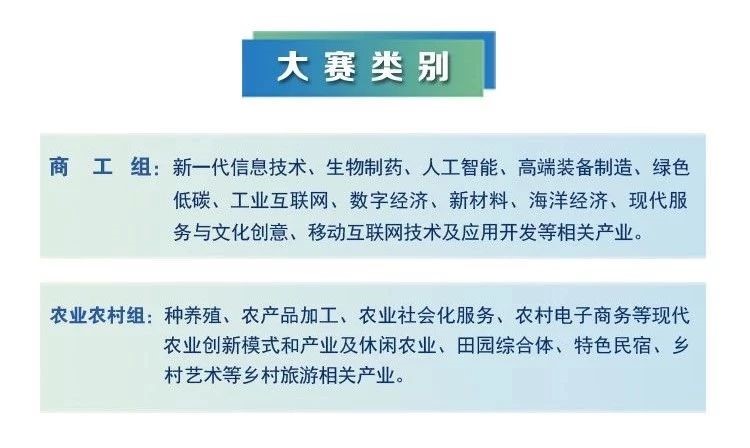 大赛类别
商工组：新一代信息技术、生物制药、人工智能、高端装备制造、绿色
低碳、工业互联网、数字经济、新材料、海洋经济、现代服
务与文化创意、移动互联网技术及应用开发等相关产业。
农业农村组：种养殖、农产品加工、农业社会化服务、农村电子商务等现代
农业创新模式和产业及休闲农业、田园综合体、特色民宿、乡
村艺术等乡村旅游相关产业。